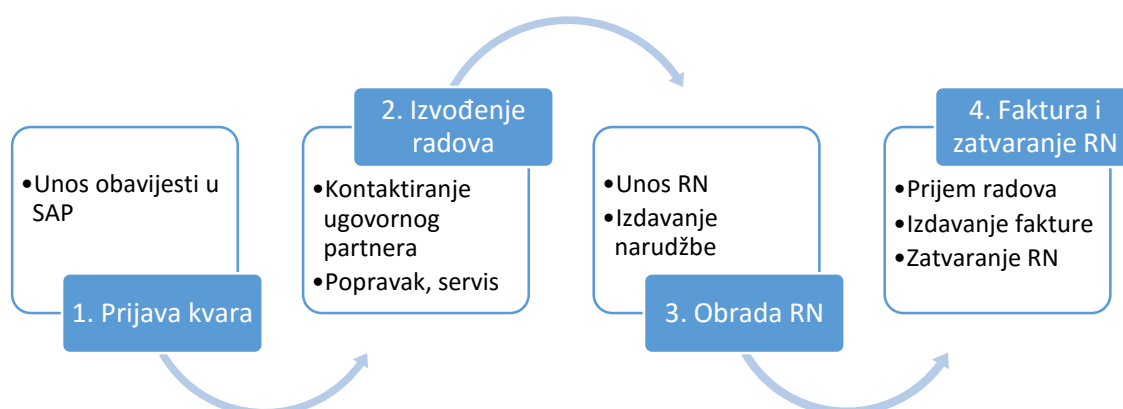 •Unos obavijesti u
SAP
1. Prijava kvara
2. Izvođenje
radova
•Kontaktiranje
ugovornog
partnera
•Popravak, servis
•Unos RN
•Izdavanje
narudžbe
3. Obrada RN
4. Faktura i
zatvaranje RN
•Prijem radova
•Izdavanje fakture
•Zatvaranje RN